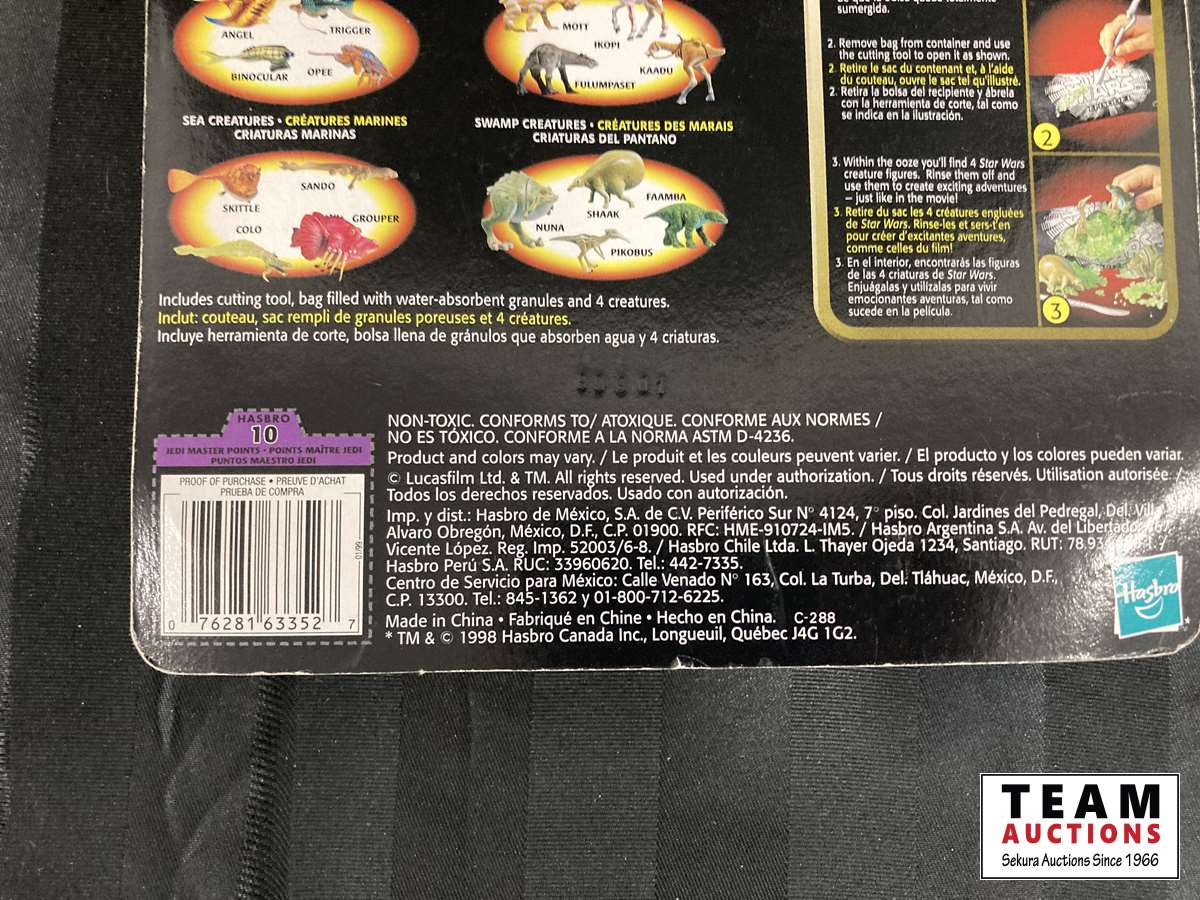 ANGEL
TRIGGER
BINOCULAR
OPEE
SEA CREATURES • CRÉATURES MARINES
CRIATURAS MARINAS
MOTT
IKOPI
KAADU
FULUMPASET
SWAMP CREATURES • CRÉATURES DES MARAIS
CRIATURAS DEL PANTANO
SANDO
SKITTLE
GROUPER
COLO
FAAMBA
SHAAK
NUNA
PIKOBUS
Includes cutting tool, bag filled with water-absorbent granules and 4 creatures.
Inclut: couteau, sac rempli de granules poreuses et 4 créatures.
Incluye herramienta de corte, bolsa llena de gránulos que absorben agua y 4 criaturas.
sumergida.
2. Remove bag from container and use
the cutting tool to open it as shown.
2. Retire le sac du contenant et, à l'aide
du couteau, ouvre le sac tel qu'illustré.
2. Retira la bolsa del recipiente y ábrela
con la herramienta de corte, tal como
se indica en la ilustración.
2
3. Within the ooze you'll find 4 Star Wars
creature figures. Rinse them off and
use them to create exciting adventures
– just like in the movie!
3. Retire du sac les 4 créatures engluées
de Star Wars. Rinse-les et sers-t'en
pour créer d'excitantes aventures,
comme celles du film!
3. En el interior, encontrarás las figuras
de las 4 criaturas de Star Wars.
Enjuágalas y utilízalas para vivir
emocionantes aventuras, tal como
sucede en la película.
3
HASBRO
10
JEDI MASTER POINTS • POINTS MAÎTRE JEDI
PUNTOS MAESTRO JEDI
PROOF OF PURCHASE • PREUVE D'ACHAT
PRUEBA DE COMPRA
01/99
0 76281 63352 7
NON-TOXIC. CONFORMS TO/ ATOXIQUE. CONFORME AUX NORMES /
NO ES TÓXICO. CONFORME A LA NORMA ASTM D-4236.
Product and colors may vary. / Le produit et les couleurs peuvent varier. / El producto y los colores pueden variar.
© Lucasfilm Ltd. & TM. All rights reserved. Used under authorization. / Tous droits réservés. Utilisation autorisée. /
Todos los derechos reservados. Usado con autorización.
Imp. y dist.: Hasbro de México, S.A. de C.V. Periférico Sur N° 4124, 7° piso. Col. Jardines del Pedregal, Del.
Alvaro Obregón, México, D.F., C.P. 01900. RFC: HME-910724-IM5. / Hasbro Argentina S.A. Av. del Libertador
Vicente López. Reg. Imp. 52003/6-8. / Hasbro Chile Ltda. L. Thayer Ojeda 1234, Santiago. RUT:
Hasbro Perú S.A. RUC: 33960620. Tel.: 442-7335.
Centro de Servicio para México: Calle Venado N° 163, Col. La Turba, Del. Tláhuac, México, D.F.,
C.P. 13300. Tel.: 845-1362 y 01-800-712-6225.
Made in China • Fabriqué en Chine • Hecho en China. C-288
* TM & © 1998 Hasbro Canada Inc., Longueuil, Québec J4G 1G2.
Hasbro
TEAM
AUCTIONS
Sekura Auctions Since 1966